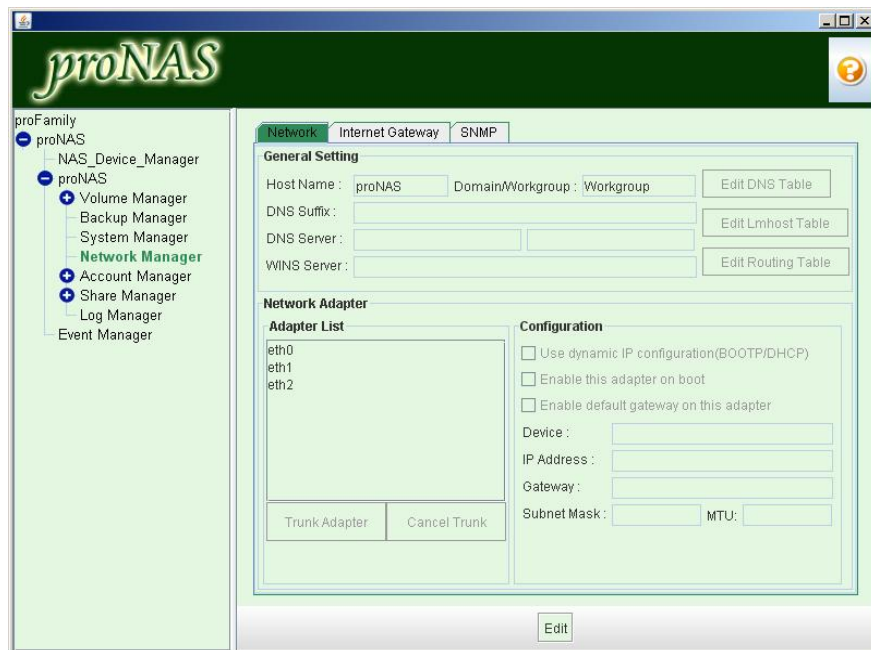 proNAS
proFamily
proNAS
NAS_Device_Manager
proNAS
Volume Manager
Backup Manager
System Manager
Network Manager
Account Manager
Share Manager
Log Manager
Event Manager
Network Internet Gateway SNMP
General Setting
Host Name : proNAS Domain/Workgroup : Workgroup Edit DNS Table
DNS Suffix :
Edit Lmhost Table
DNS Server :
WINS Server : Edit Routing Table
Network Adapter
Adapter List
eth0
eth1
eth2
Trunk Adapter Cancel Trunk
Configuration
Use dynamic IP configuration(BOOTP/DHCP)
Enable this adapter on boot
Enable default gateway on this adapter
Device :
IP Address :
Gateway :
Subnet Mask : MTU:
Edit